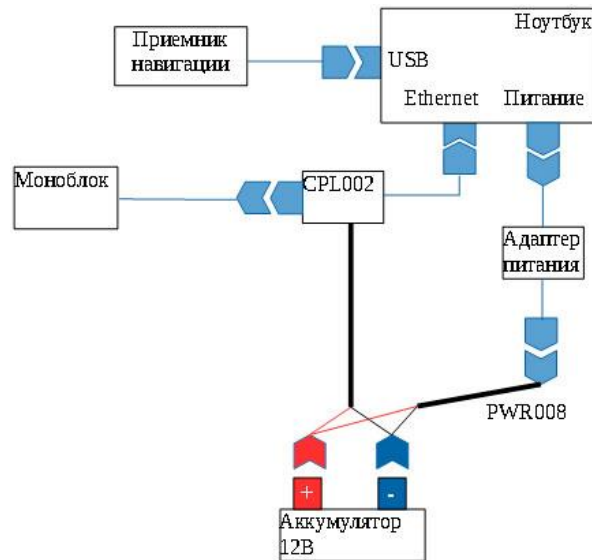 Ноутбук
Приемник
навигации
USB
Ethernet
Питание
Моноблок
CPL002
Адаптер
питания
PWR008
+
-
Аккумулятор
12В